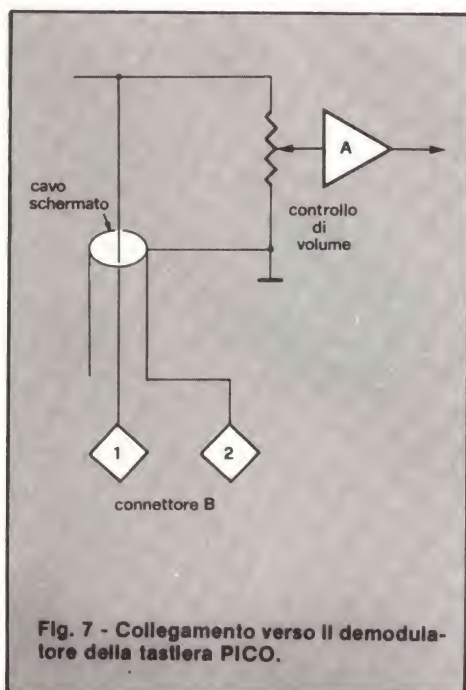 cavo
schermato
A
controllo
di
volume
1
2
connettore B
Fig. 7 - Collegamento verso il demodula-
tore della tastiera PICO.